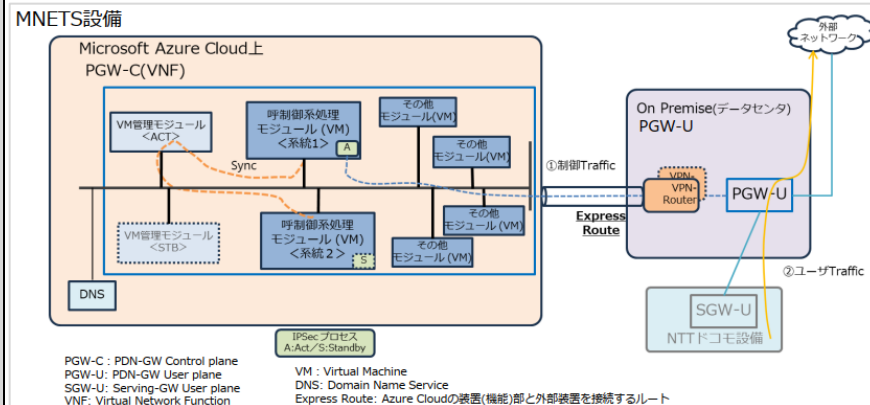 MNETS設備
Microsoft Azure Cloud上
PGW-C(VNF)
VM管理モジュール
<ACT>
呼制御系処理
モジュール (VM)
<系統1>
A
その他
モジュール(VM)
その他
モジュール(VM)
Sync
VM管理モジュール
<STB>
呼制御系処理
モジュール (VM)
<系統２>
S
その他
モジュール(VM)
その他
モジュール(VM)
DNS
IPSec プロセス
A:Act／S:Standby
①制御Traffic
Express
Route
外部
ネットワーク
On Premise(データセンタ)
PGW-U
VPN-
VPN-
Router
PGW-U
②ユーザTraffic
SGW-U
NTTドコモ設備
PGW-C : PDN-GW Control plane
PGW-U: PDN-GW User plane
SGW-U: Serving-GW User plane
VNF: Virtual Network Function
VM : Virtual Machine
DNS: Domain Name Service
Express Route: Azure Cloudの装置(機能)部と外部装置を接続するルート